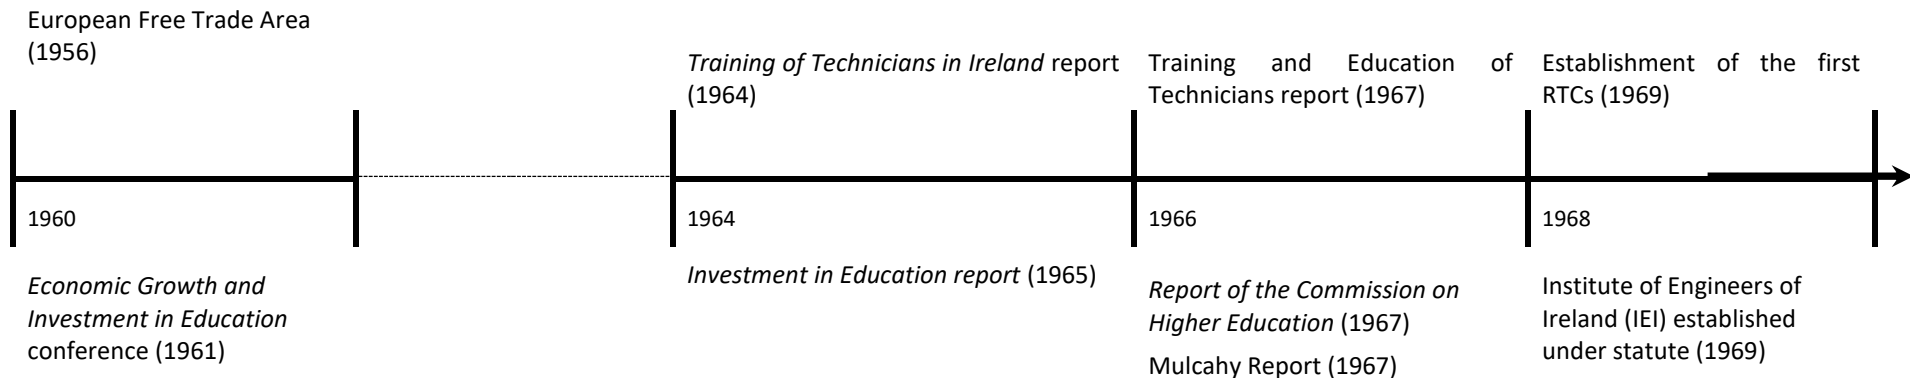 European Free Trade Area
(1956)
Training of Technicians in Ireland report
(1964)
Training and Education of
Technicians report (1967)
Establishment of the first
RTCs (1969)
1960
1964
1966
1968
Economic Growth and
Investment in Education
conference (1961)
Investment in Education report (1965)
Report of the Commission on
Higher Education (1967)
Mulcahy Report (1967)
Institute of Engineers of
Ireland (IEI) established
under statute (1969)